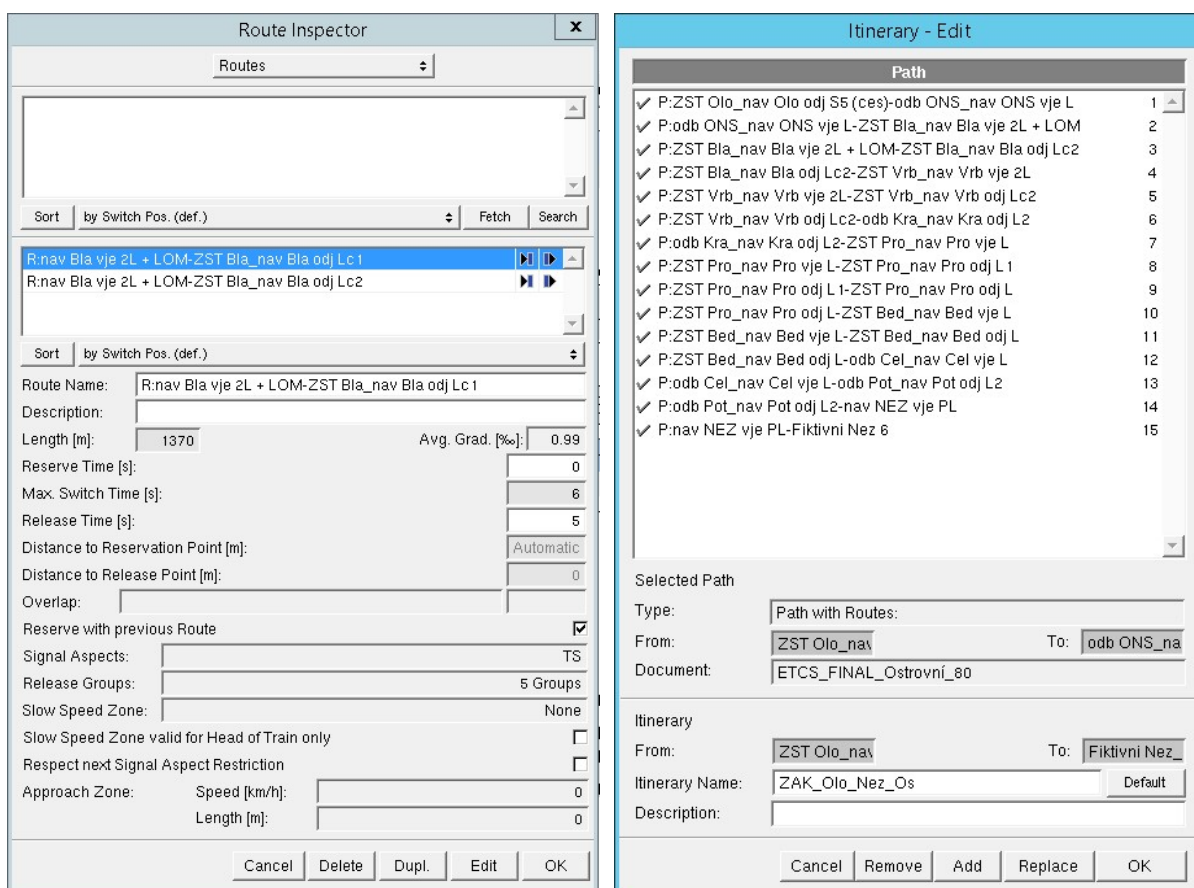 Route Inspector
x
Routes
Sort
by Switch Pos. (def.)
Fetch
Search
R:nav Bla vje 2L + LOM-ZST Bla_nav Bla odj Lc1
R:nav Bla vje 2L + LOM-ZST Bla_nav Bla odj Lc2
Sort
by Switch Pos. (def.)
Route Name: R:nav Bla vje 2L + LOM-ZST Bla_nav Bla odj Lc1
Description:
Length [m]: 1370 Avg. Grad. [‰]: 0.99
Reserve Time [s]: 0
Max. Switch Time [s]: 6
Release Time [s]: 5
Distance to Reservation Point [m]: Automatic
Distance to Release Point [m]: 0
Overlap:
Reserve with previous Route
Signal Aspects: TS
Release Groups: 5 Groups
Slow Speed Zone: None
Slow Speed Zone valid for Head of Train only
Respect next Signal Aspect Restriction
Approach Zone: Speed [km/h]: 0
Length [m]: 0
Cancel Delete Dupl. Edit OK
Itinerary - Edit
Path
P:ZST Olo_nav Olo odj S5 (ces)-odb ONS_nav ONS vje L 1
P:odb ONS_nav ONS vje L-ZST Bla_nav Bla vje 2L + LOM 2
P:ZST Bla_nav Bla vje 2L + LOM-ZST Bla_nav Bla odj Lc2 3
P:ZST Bla_nav Bla odj Lc2-ZST Vrb_nav Vrb vje 2L 4
P:ZST Vrb_nav Vrb vje 2L-ZST Vrb_nav Vrb odj Lc2 5
P:ZST Vrb_nav Vrb odj Lc2-odb Kra_nav Kra odj L2 6
P:odb Kra_nav Kra odj L2-ZST Pro_nav Pro vje L 7
P:ZST Pro_nav Pro vje L-ZST Pro_nav Pro odj L1 8
P:ZST Pro_nav Pro odj L1-ZST Pro_nav Pro odj L 9
P:ZST Pro_nav Pro odj L-ZST Bed_nav Bed vje L 10
P:ZST Bed_nav Bed vje L-ZST Bed_nav Bed odj L 11
P:ZST Bed_nav Bed odj L-odb Cel_nav Cel vje L 12
P:odb Cel_nav Cel vje L-odb Pot_nav Pot odj L2 13
P:odb Pot_nav Pot odj L2-nav NEZ vje PL 14
P:nav NEZ vje PL-Fiktivni Nez 6 15
Selected Path
Type: Path with Routes:
From: ZST Olo_nav To: odb ONS_na
Document: ETCS_FINAL_Ostrovní_80
Itinerary
From: ZST Olo_nav To: Fiktivni Nez_
Itinerary Name: ZAK_Olo_Nez_Os Default
Description:
Cancel Remove Add Replace OK